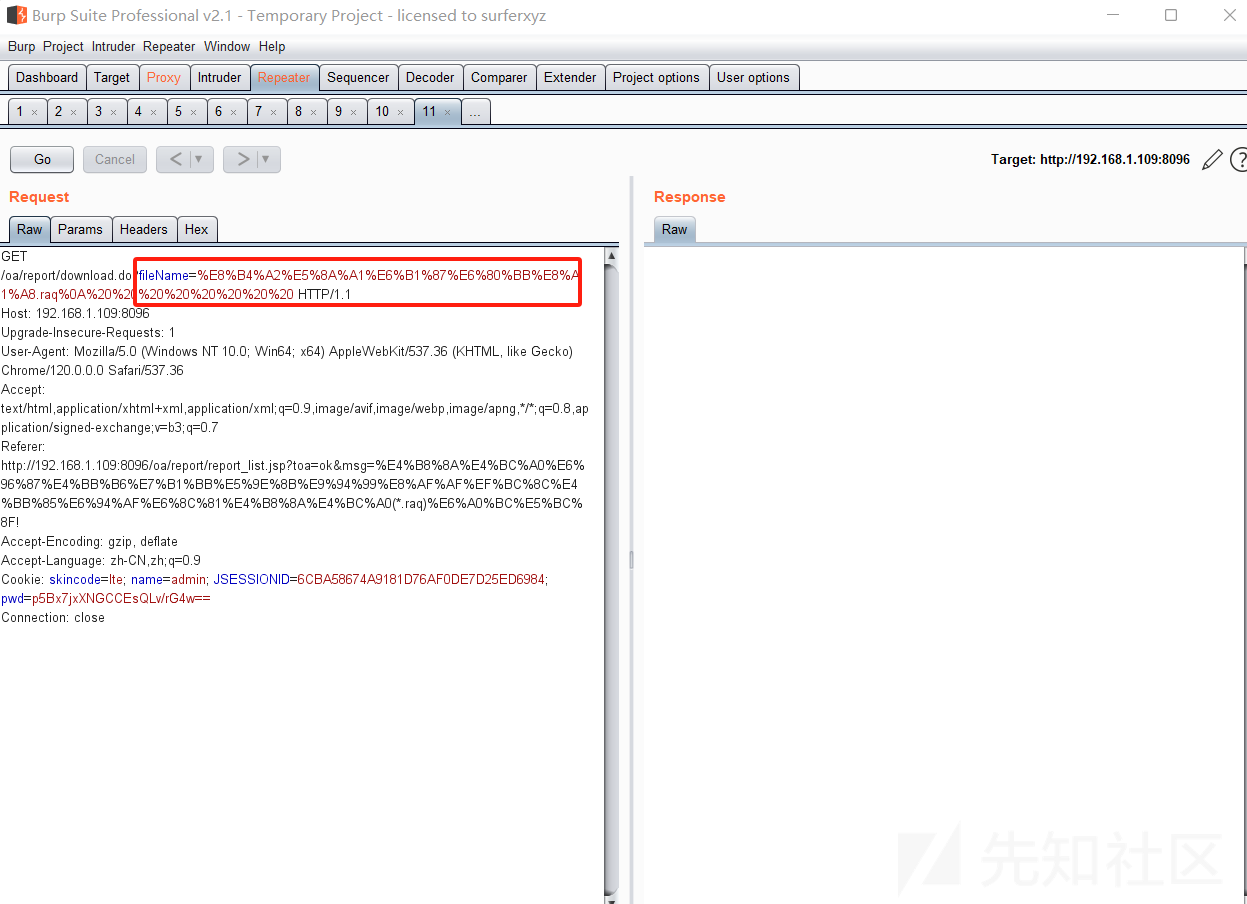 Burp Suite Professional v2.1 - Temporary Project - licensed to surferxyz
Burp Project Intruder Repeater Window Help
Dashboard Target Proxy Intruder Repeater Sequencer Decoder Comparer Extender Project options User options
1 × 2 × 3 × 4 × 5 × 6 × 7 × 8 × 9 × 10 × 11 × ...
Go Cancel < ▼ > ▼ Target: http://192.168.1.109:8096
Request
Response
Raw Params Headers Hex
Raw
GET
/oa/report/download.do?fileName=%E8%B4%A2%E5%8A%A1%E6%B1%87%E6%80%BB%E8%A
1%A8.raq%0A%20%20%20%20%20%20%20%20 HTTP/1.1
Host: 192.168.1.109:8096
Upgrade-Insecure-Requests: 1
User-Agent: Mozilla/5.0 (Windows NT 10.0; Win64; x64) AppleWebKit/537.36 (KHTML, like Gecko)
Chrome/120.0.0.0 Safari/537.36
Accept:
text/html,application/xhtml+xml,application/xml;q=0.9,image/avif,image/webp,image/apng,*/*;q=0.8,ap
plication/signed-exchange;v=b3;q=0.7
Referer:
http://192.168.1.109:8096/oa/report/report_list.jsp?toa=ok&msg=%E4%B8%8A%E4%BC%A0%E6%
96%87%E4%BB%B6%E7%B1%BB%E5%9E%8B%E9%94%99%E8%AF%AF%EF%BC%8C%E4
%BB%85%E6%94%AF%E6%8C%81%E4%B8%8A%E4%BC%A0(*.raq)%E6%A0%BC%E5%BC%
8F!
Accept-Encoding: gzip, deflate
Accept-Language: zh-CN,zh;q=0.9
Cookie: skincode=lte; name=admin; JSESSIONID=6CBA58674A9181D76AF0DE7D25ED6984;
pwd=p5Bx7jxXNGCCEsQLv/rG4w==
Connection: close
先知社区